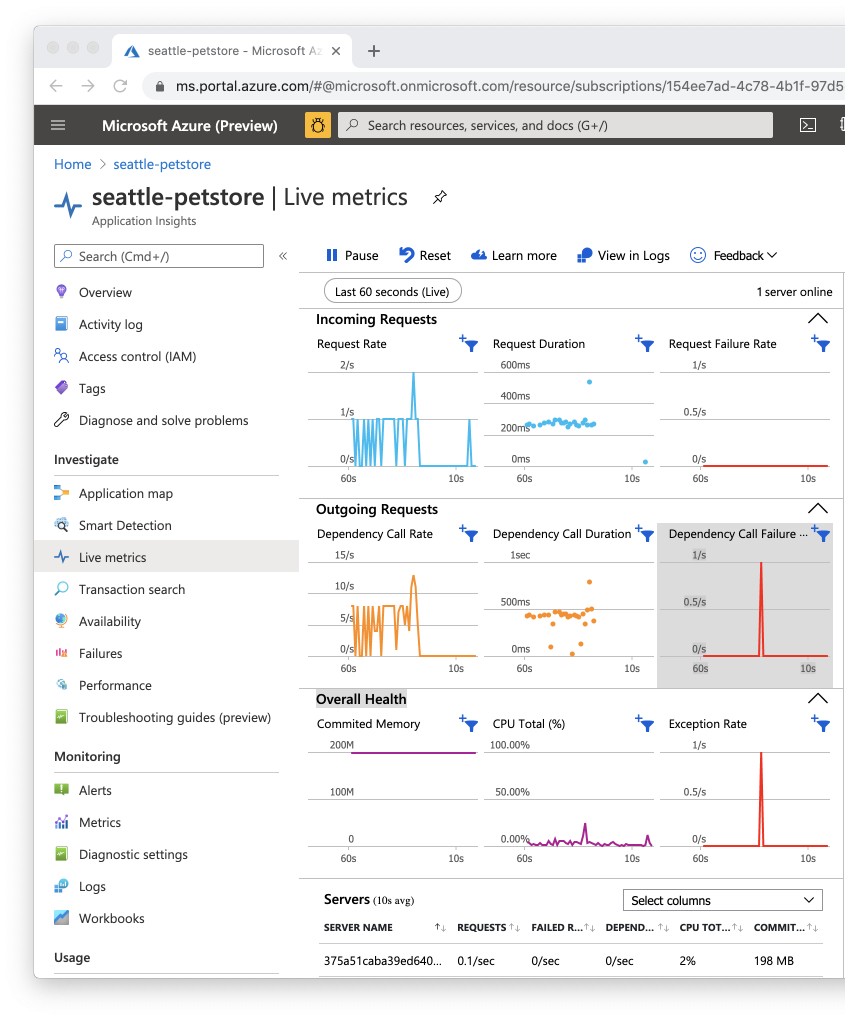 seattle-petstore - Microsoft Az
ms.portal.azure.com/#@microsoft.onmicrosoft.com/resource/subscriptions/154ee7ad-4c78-4b1f-97d5
Microsoft Azure (Preview) Search resources, services, and docs (G+/)
Home > seattle-petstore
seattle-petstore | Live metrics
Application Insights
Search (Cmd+/)
Overview
Activity log
Access control (IAM)
Tags
Diagnose and solve problems
Investigate
Application map
Smart Detection
Live metrics
Transaction search
Availability
Failures
Performance
Troubleshooting guides (preview)
Monitoring
Alerts
Metrics
Diagnostic settings
Logs
Workbooks
Usage
Pause Reset Learn more View in Logs Feedback
Last 60 seconds (Live) 1 server online
Incoming Requests
Request Rate
2/s
1/s
0/s
60s 10s
Request Duration
600ms
400ms
200ms
0ms
60s 10s
Request Failure Rate
1/s
0.5/s
0/s
60s 10s
Outgoing Requests
Dependency Call Rate
15/s
10/s
5/s
0/s
60s 10s
Dependency Call Duration
1sec
500ms
0ms
60s 10s
Dependency Call Failure ...
1/s
0.5/s
0/s
60s 10s
Overall Health
Commited Memory
200M
100M
0
60s 10s
CPU Total (%)
100.00%
50.00%
0.00%
60s 10s
Exception Rate
1/s
0.5/s
0/s
60s 10s
Servers (10s avg) Select columns
SERVER NAME REQUESTS FAILED R... DEPEND... CPU TOT... COMMIT...
375a51caba39ed640... 0.1/sec 0/sec 0/sec 2% 198 MB